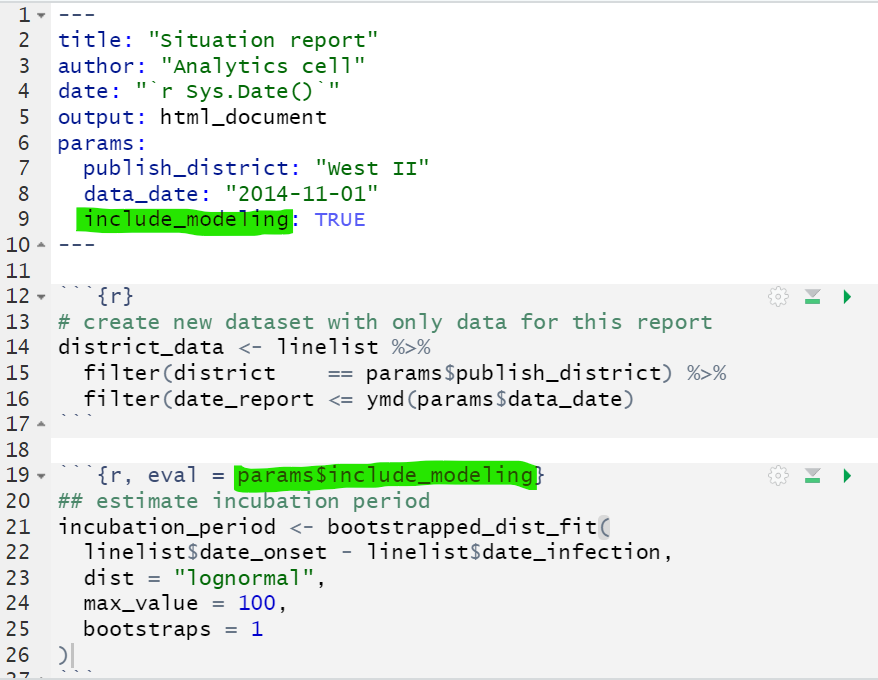 1 ---
2 title: "Situation report"
3 author: "Analytics cell"
4 date: "`r Sys.Date()`"
5 output: html_document
6 params:
7   publish_district: "West II"
8   data_date: "2014-11-01"
9   include_modeling: TRUE
10 ---
11
12 ```{r}
13 # create new dataset with only data for this report
14 district_data <- linelist %>%
15   filter(district    == params$publish_district) %>%
16   filter(date_report <= ymd(params$data_date)
17 ```
18
19 ```{r, eval = params$include_modeling}
20 ## estimate incubation period
21 incubation_period <- bootstrapped_dist_fit(
22   linelist$date_onset - linelist$date_infection,
23   dist = "lognormal",
24   max_value = 100,
25   bootstraps = 1
26 )
27 ```